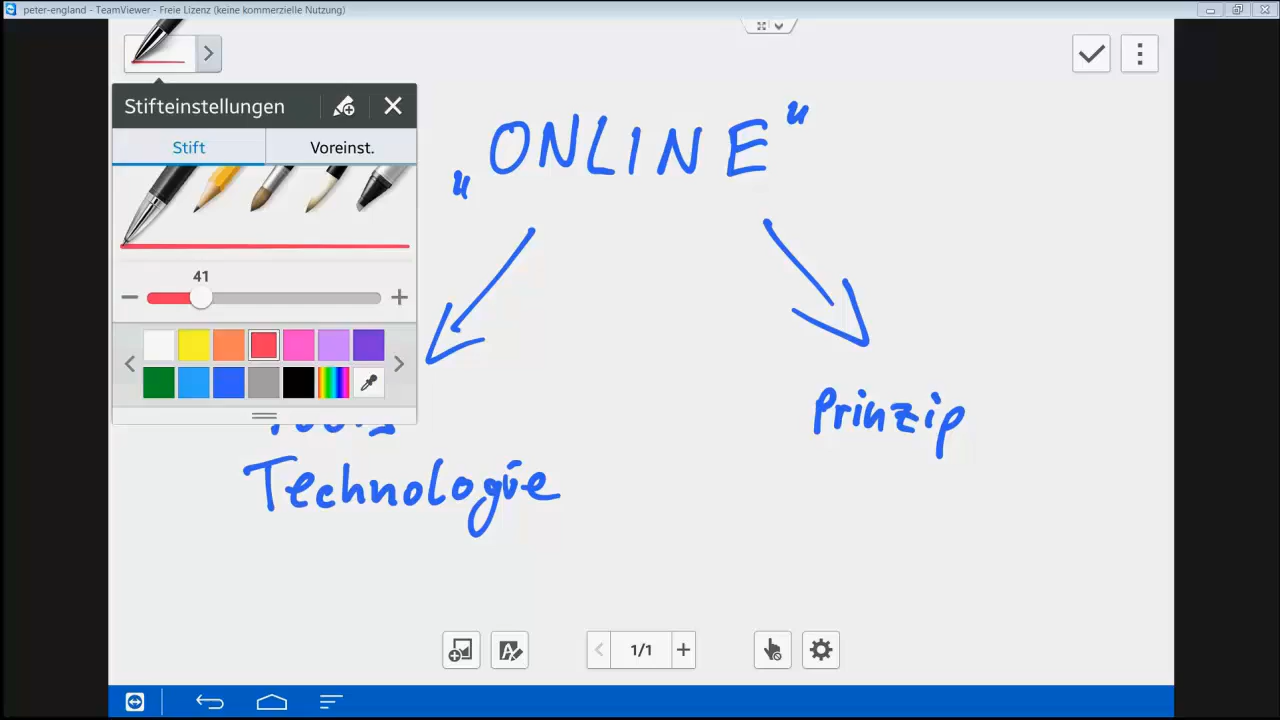 peter-england - TeamViewer - Freie Lizenz (keine kommerzielle Nutzung)
Stifteinstellungen
Stift Voreinst.
41
„ONLINE"
Prinzip
Technologie
1/1